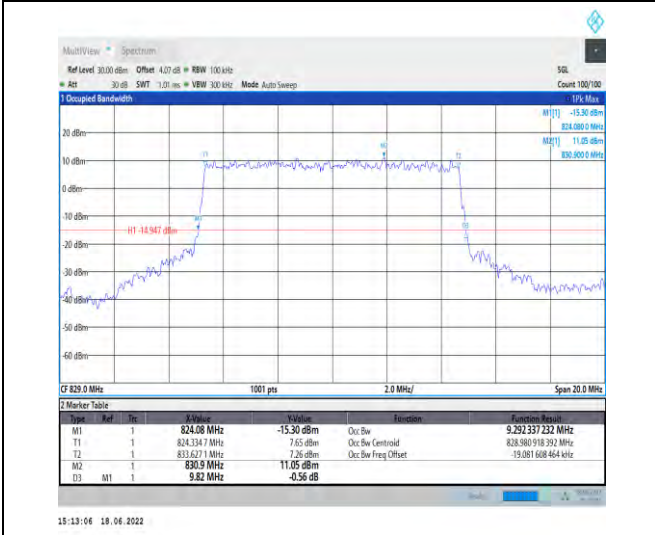 MultiView Spectrum
Ref Level 30.00 dBm Offset 4.07 dB RBW 100 kHz SGL
Att 30 dB SWT 1.01 ms VBW 300 kHz Mode Auto Sweep Count 100/100
1 Occupied Bandwidth 1Pk Max
M1[1] -15.30 dBm
824.080 0 MHz
M2[1] 11.05 dBm
830.900 0 MHz
20 dBm
10 dBm
0 dBm
-10 dBm
H1 -14.947 dBm
-20 dBm
-30 dBm
-40 dBm
-50 dBm
-60 dBm
CF 829.0 MHz 1001 pts 2.0 MHz/ Span 20.0 MHz
2 Marker Table
Type Ref Trc X-Value Y-Value Function Function Result
M1 1 824.08 MHz -15.30 dBm Occ Bw 9.292 337 232 MHz
T1 1 824.334 7 MHz 7.65 dBm Occ Bw Centroid 828.980 918 392 MHz
T2 1 833.627 1 MHz 7.26 dBm Occ Bw Freq Offset -19.081 608 464 kHz
M2 1 830.9 MHz 11.05 dBm
D3 M1 1 9.82 MHz -0.56 dB
15:13:06 18.06.2022